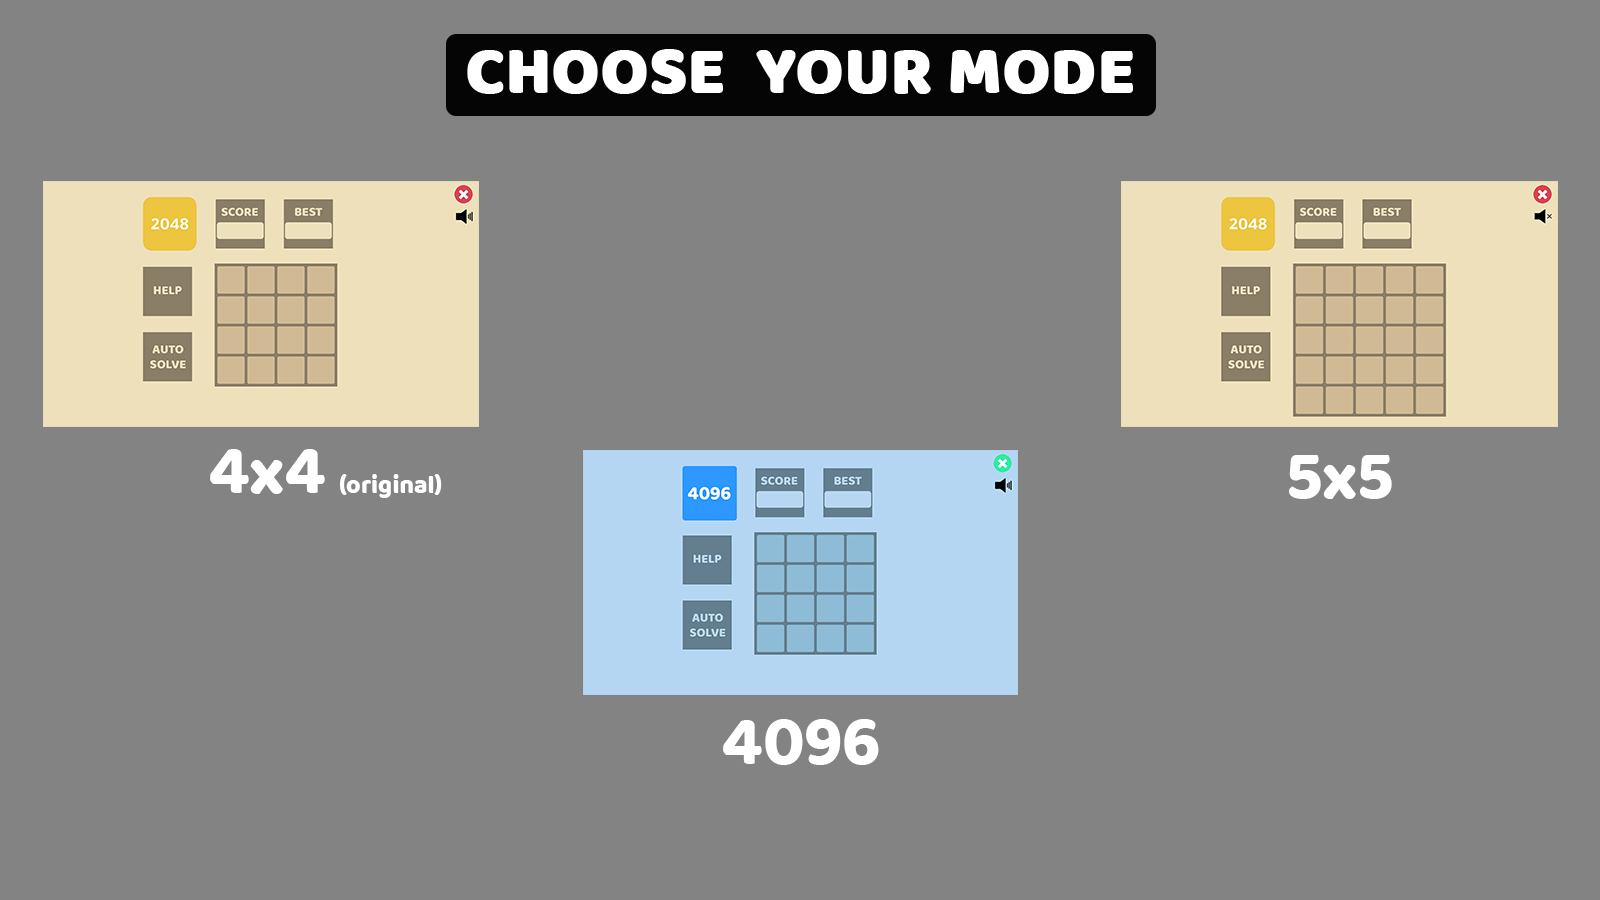 CHOOSE YOUR MODE
2048
SCORE
BEST
HELP
AUTO
SOLVE
4x4 (original)
4096
SCORE
BEST
HELP
AUTO
SOLVE
4096
2048
SCORE
BEST
HELP
AUTO
SOLVE
5x5